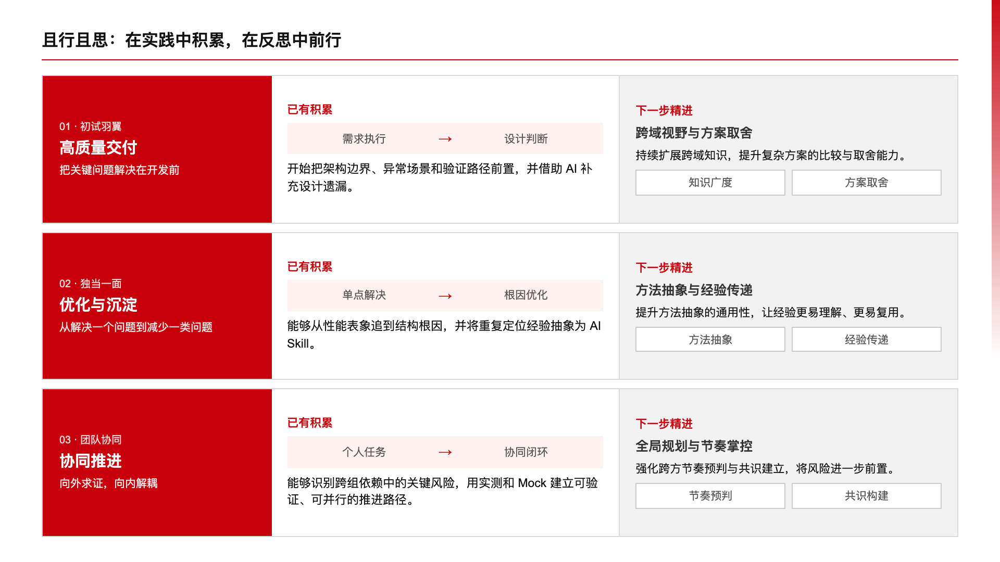 且行且思：在实践中积累，在反思中前行
01 · 初试羽翼
高质量交付
把关键问题解决在开发前
已有积累
需求执行 → 设计判断
开始把架构边界、异常场景和验证路径前置，并借助 AI 补
充设计遗漏。
下一步精进
跨域视野与方案取舍
持续扩展跨域知识，提升复杂方案的比较与取舍能力。
知识广度 方案取舍
02 · 独当一面
优化与沉淀
从解决一个问题到减少一类问题
已有积累
单点解决 → 根因优化
能够从性能表象追到结构根因，并将重复定位经验抽象为 AI
Skill。
下一步精进
方法抽象与经验传递
提升方法抽象的通用性，让经验更易理解、更易复用。
方法抽象 经验传递
03 · 团队协同
协同推进
向外求证，向内解耦
已有积累
个人任务 → 协同闭环
能够识别跨组依赖中的关键风险，用实测和 Mock 建立可验
证、可并行的推进路径。
下一步精进
全局规划与节奏掌控
强化跨方节奏预判与共识建立，将风险进一步前置。
节奏预判 共识构建